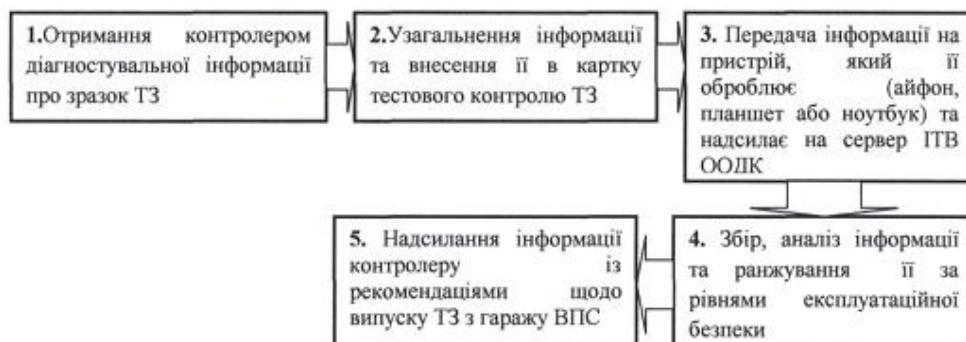 1.Отримання контролером
діагностувальної інформації
про зразок ТЗ
2.Узагальнення інформації
та внесення її в картку
тестового контролю ТЗ
3. Передача інформації на
пристрій, який її
оброблює (айфон,
планшет або ноутбук) та
надсилає на сервер ІТВ
ООДК
4. Збір, аналіз інформації
та ранжування її за
рівнями експлуатаційної
безпеки
5. Надсилання інформації
контролеру із
рекомендаціями щодо
випуску ТЗ з гаражу ВПС